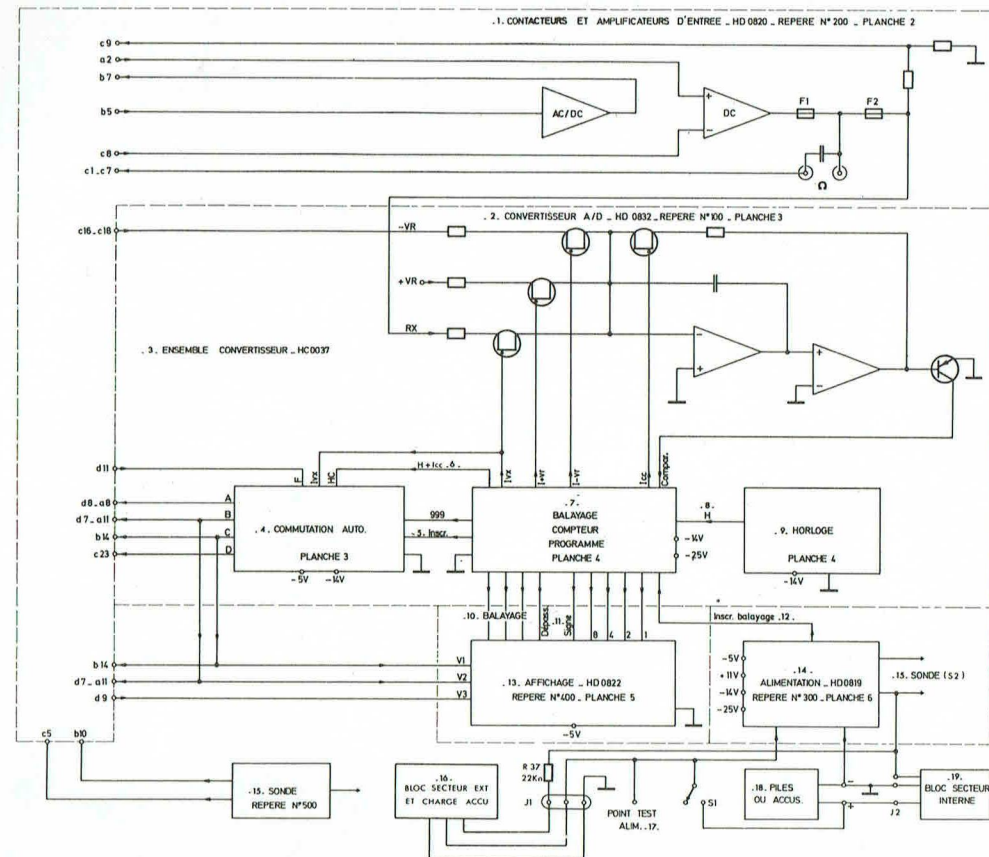 .1. CONTACTEURS ET AMPLIFICATEURS D'ENTREE _ HD 0820 _ REPERE N° 200 _ PLANCHE 2
c9
a2
b7
b5
c8
c1_c7
AC/DC
+
−
DC
F1
F2
Ω
.2. CONVERTISSEUR A/D _ HD 0832 _ REPERE N°100 _ PLANCHE 3
c16_c18
−VR
+VR
RX
−
+
+
−
.3. ENSEMBLE CONVERTISSEUR _ HC0037
d11
d8_a8
d7_a11
b14
c23
F
Ivx
HC
H+Icc .6.
Ivx
I+vr
I-vr
Icc
Compar.
A
B
C
D
.4. COMMUTATION AUTO.
PLANCHE 3
−5V
−14V
999
.5. Inscr.
.7.
BALAYAGE
COMPTEUR
PROGRAMME
PLANCHE 4
−14V
−25V
.8.
H
.9. HORLOGE
PLANCHE 4
−14V
.10. BALAYAGE
Dépass.
.11.
Signe
8
4
2
1
Inscr. balayage .12.
b14
d7_a11
d9
V1
V2
V3
.13. AFFICHAGE _ HD0822
REPERE N°400 _ PLANCHE 5
−5V
−5V
+11V
−14V
−25V
.14.
ALIMENTATION _ HD0819
REPERE N°300 _ PLANCHE 6
.15. SONDE (S2)
c5
b10
.15. SONDE
REPERE N°500
.16.
BLOC SECTEUR EXT
ET CHARGE ACCU
R 37
22KΩ
J1
POINT TEST
ALIM. .17.
S1
.18. PILES
OU ACCUS.
−
+
J2
.19.
BLOC SECTEUR
INTERNE